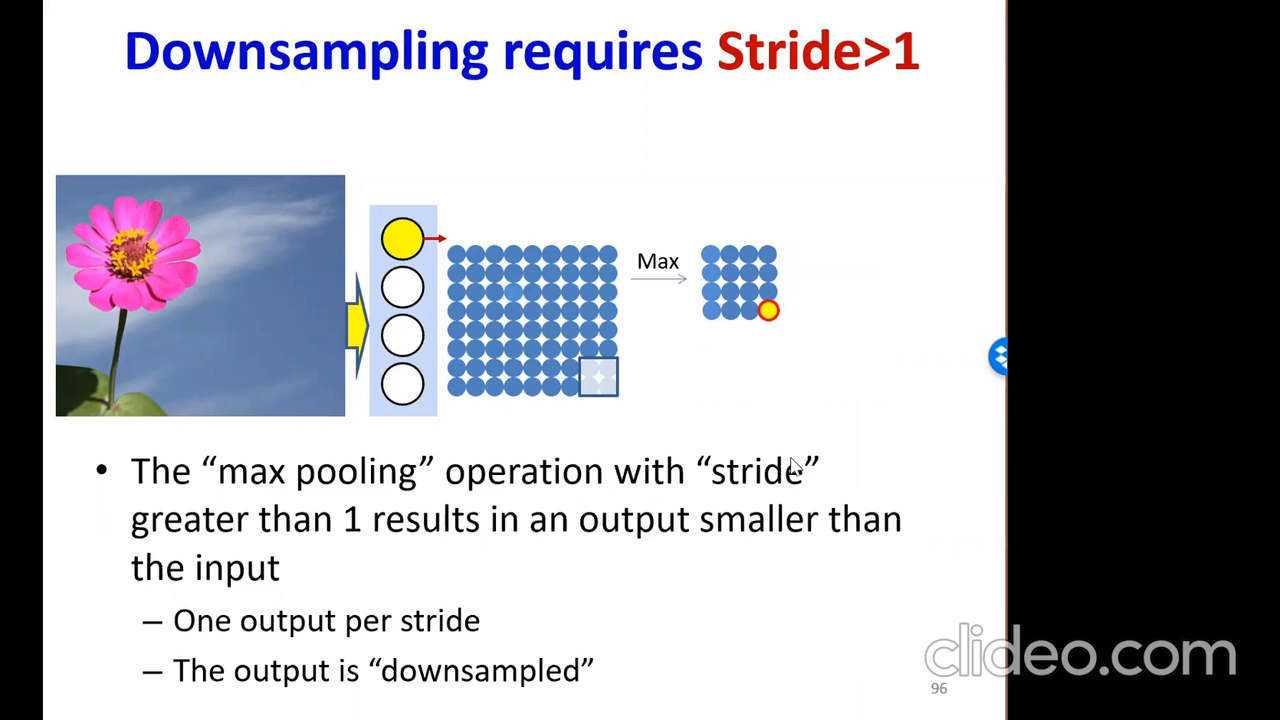 Downsampling requires Stride>1
Max
• The “max pooling” operation with “stride”
greater than 1 results in an output smaller than
the input
– One output per stride
– The output is “downsampled”
clideo.com
96